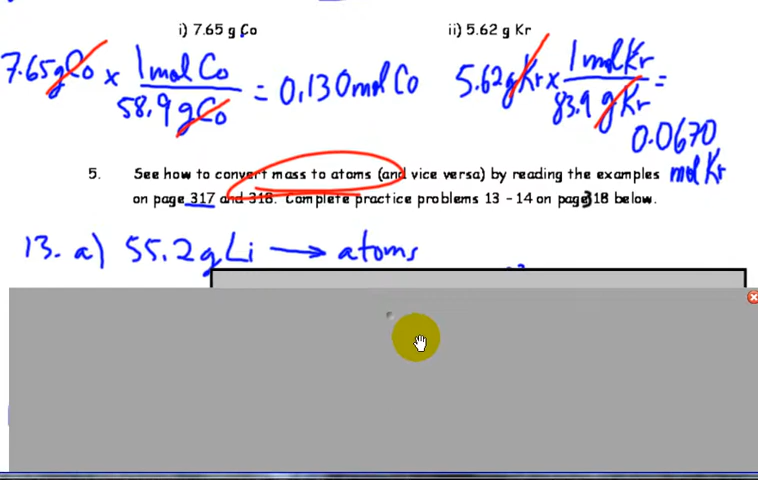 i) 7.65 g Co ii) 5.62 g Kr
7.65 g Co x 1 mol Co / 58.9 g Co = 0.130 mol Co 5.62 g Kr x 1 mol Kr / 83.9 g Kr =
0.0670
mol Kr
5. See how to convert mass to atoms (and vice versa) by reading the examples
on page 317 and 318. Complete practice problems 13 - 14 on page 318 below.
13. a) 55.2 g Li → atoms